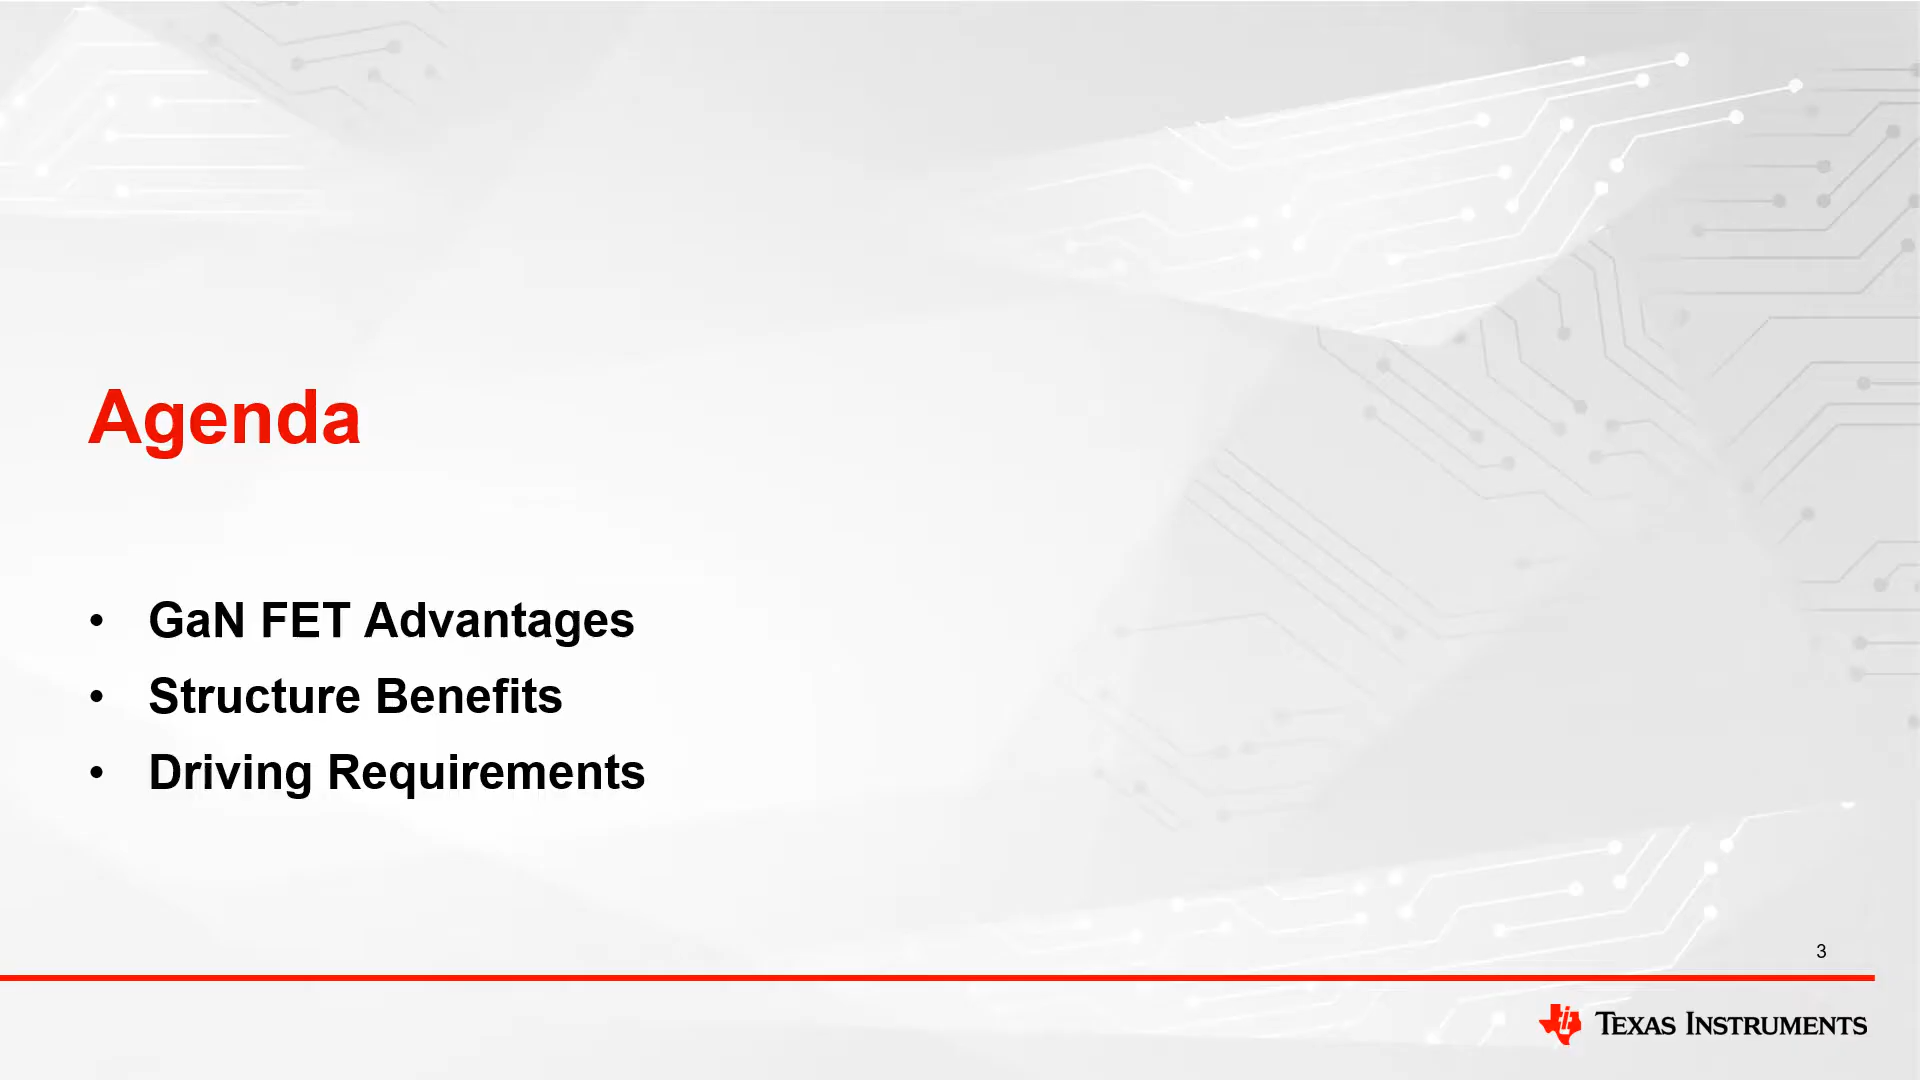 Agenda
• GaN FET Advantages
• Structure Benefits
• Driving Requirements
3
TEXAS INSTRUMENTS